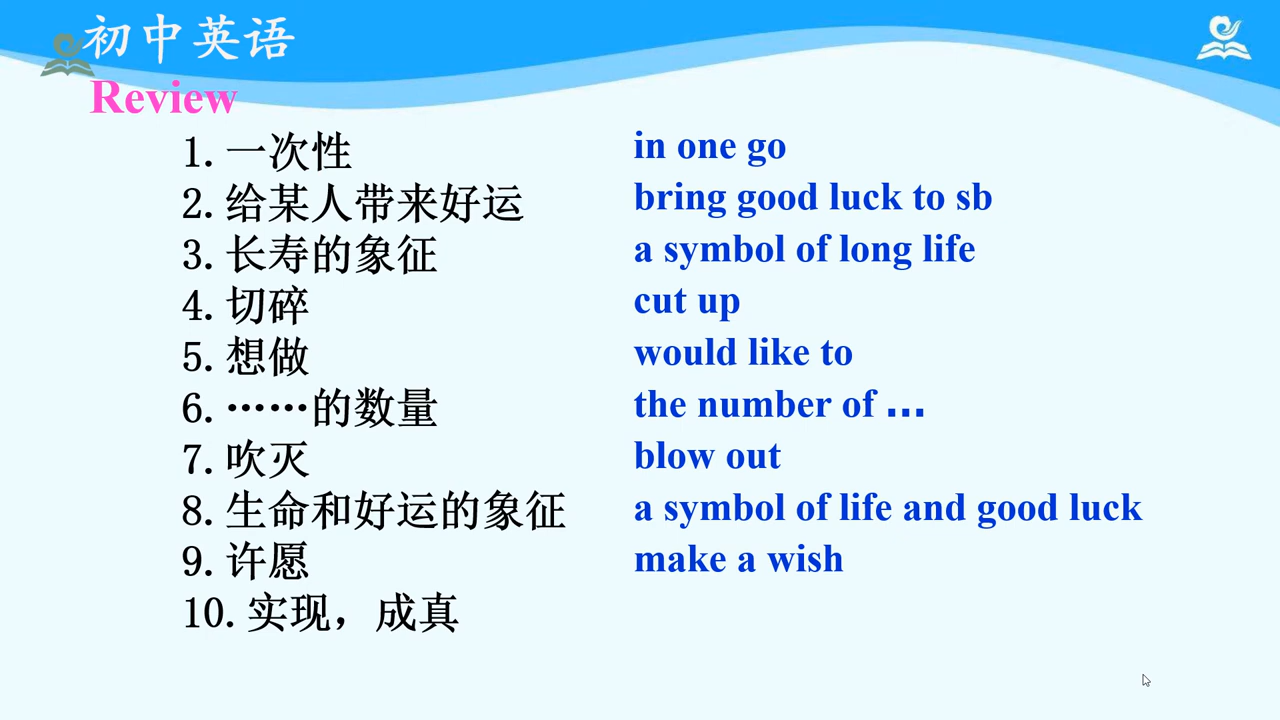 初中英语
Review
1.一次性 in one go
2.给某人带来好运 bring good luck to sb
3.长寿的象征 a symbol of long life
4.切碎 cut up
5.想做 would like to
6.……的数量 the number of ...
7.吹灭 blow out
8.生命和好运的象征 a symbol of life and good luck
9.许愿 make a wish
10.实现，成真